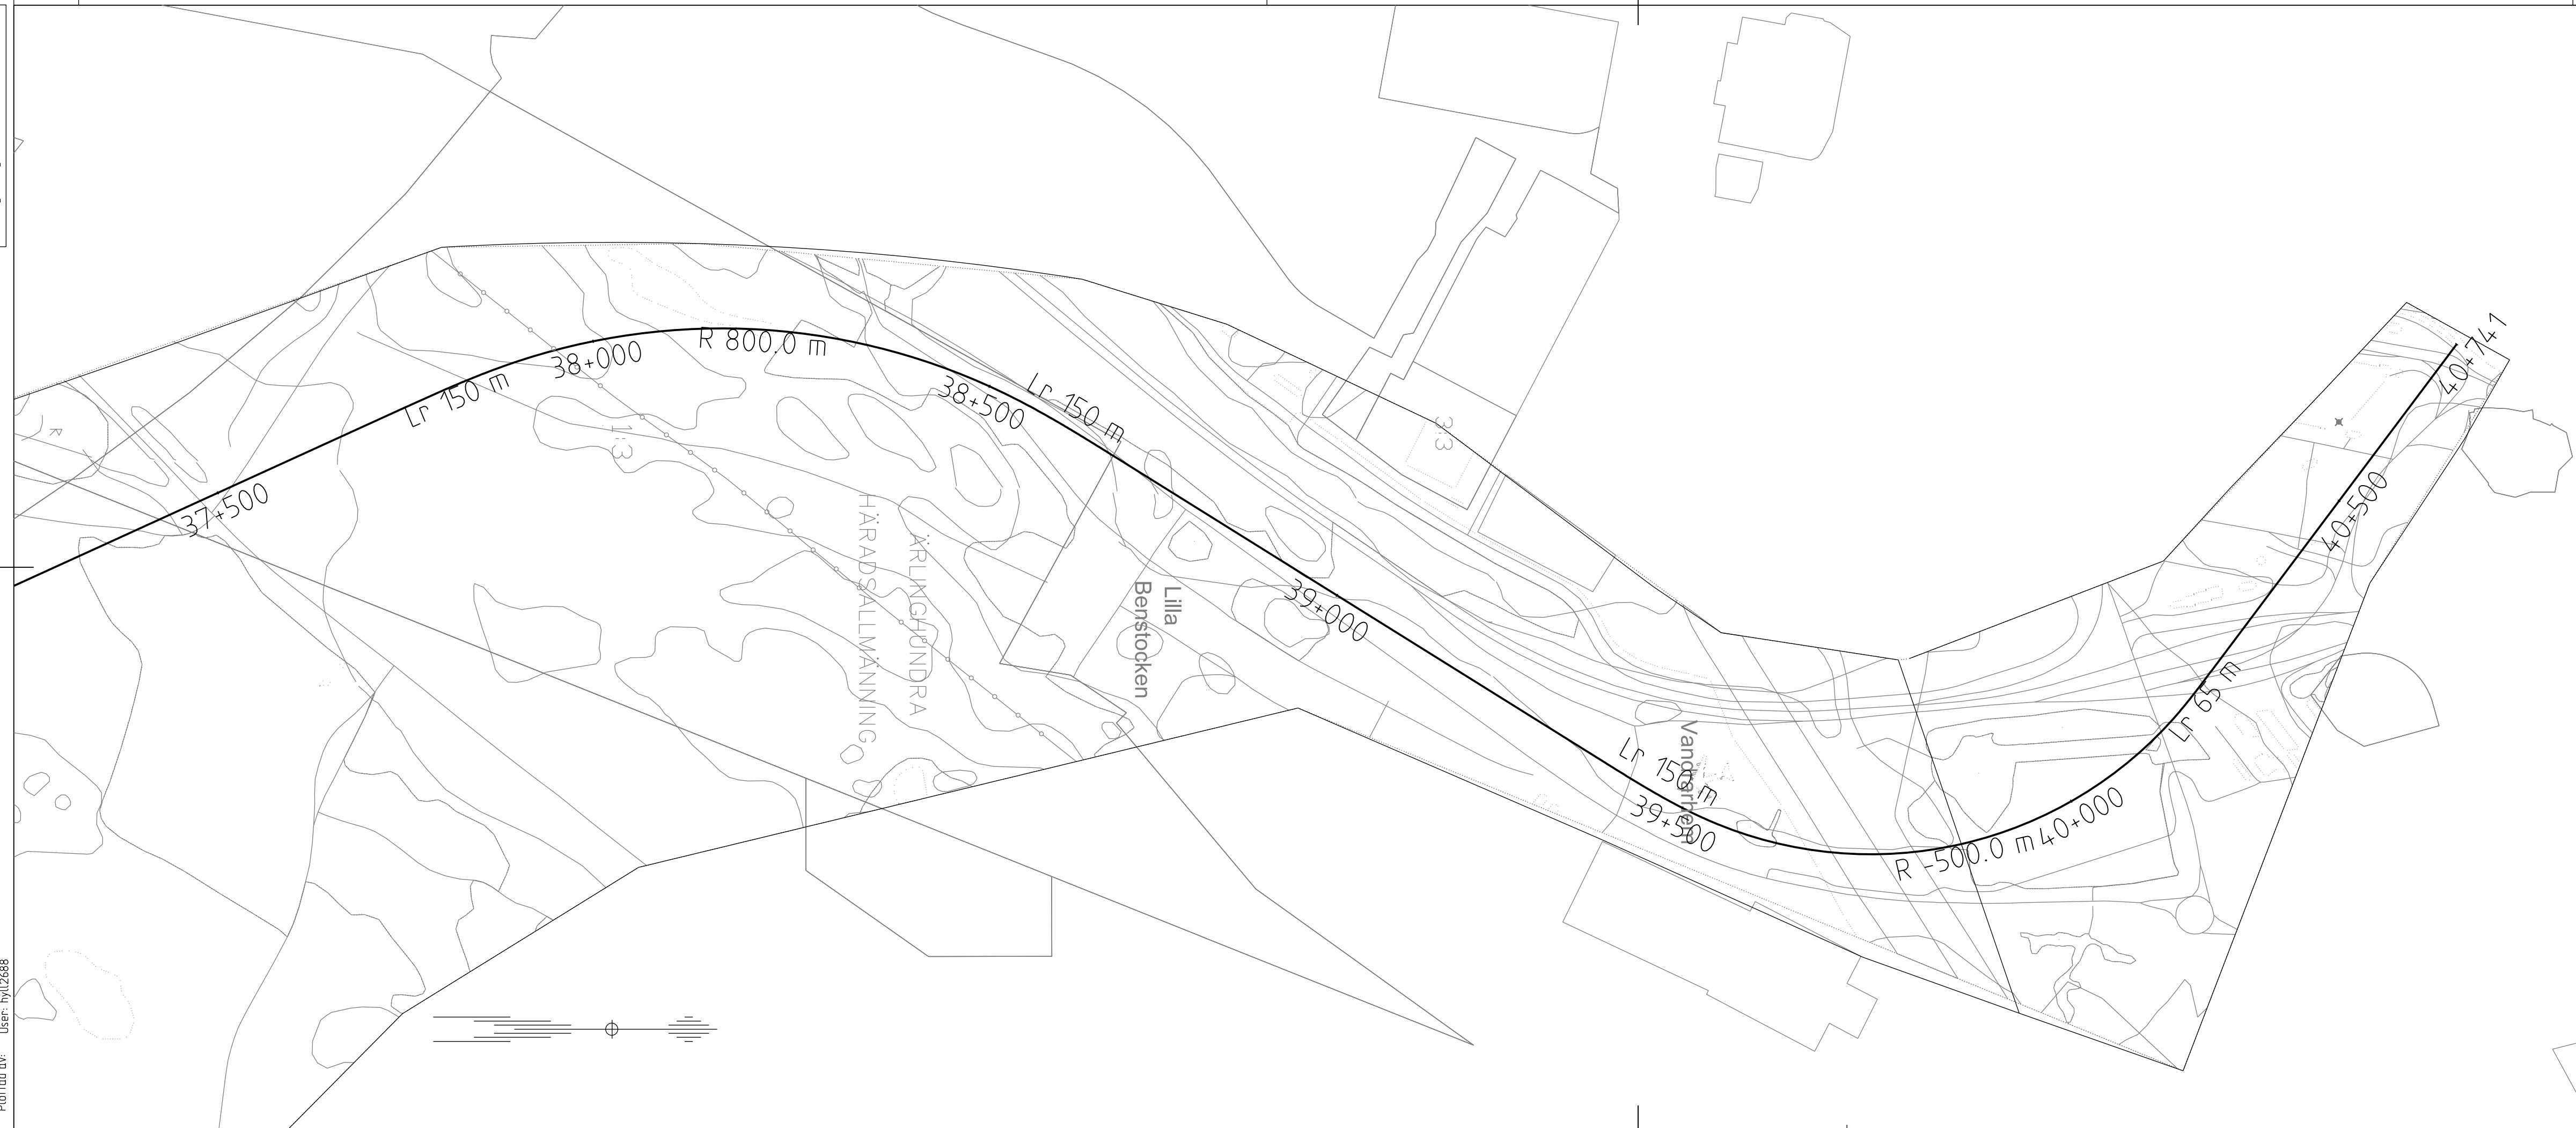 37+500
Lr 150 m
38+000
R 800.0 m
38+500
Lr 150 m
1:3
3:3
HÄRADSALLMÄNNING
ÄRLINGHUNDRA
Lilla
Benstocken
39+000
Lr 150 m
39+500
Vandrarhem
R -500.0 m
40+000
Lr 65 m
40+500
40+741
R
User: hyll2688